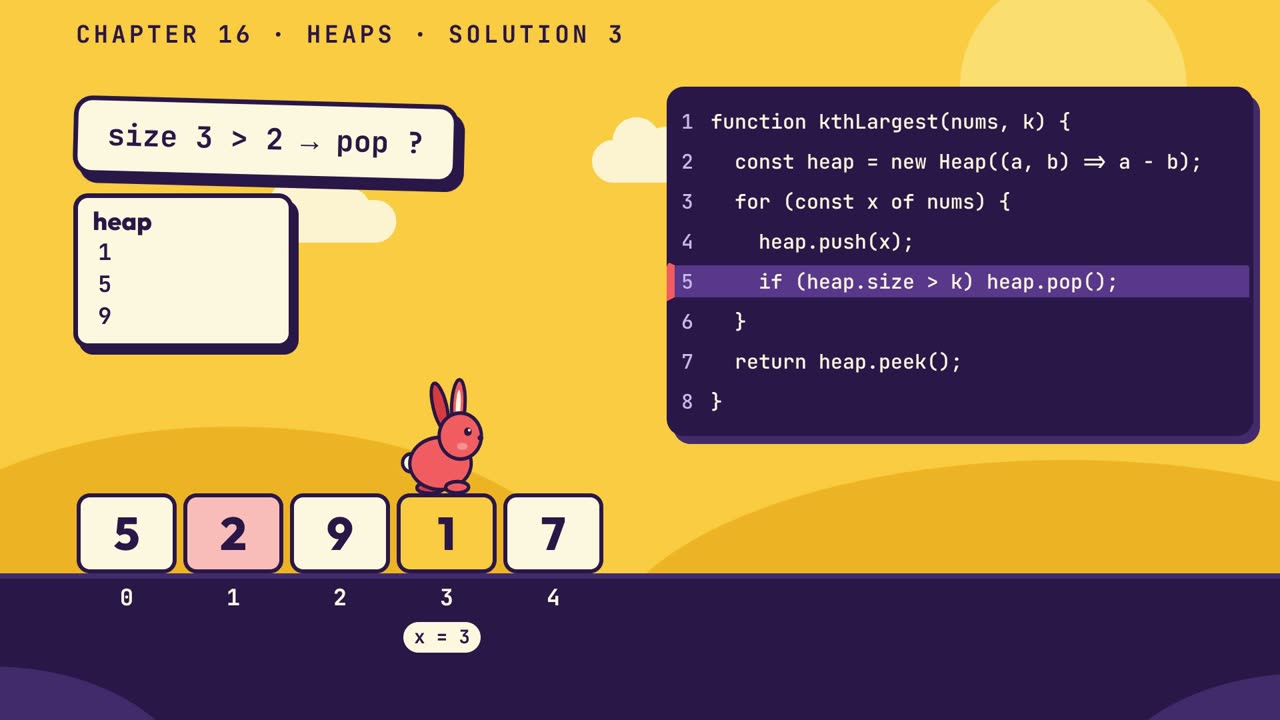 CHAPTER 16 · HEAPS · SOLUTION 3
size 3 > 2 → pop ?
heap
1
5
9
1 function kthLargest(nums, k) {
2 const heap = new Heap((a, b) => a - b);
3 for (const x of nums) {
4 heap.push(x);
5 if (heap.size > k) heap.pop();
6 }
7 return heap.peek();
8 }
5 2 9 1 7
0 1 2 3 4
x = 3